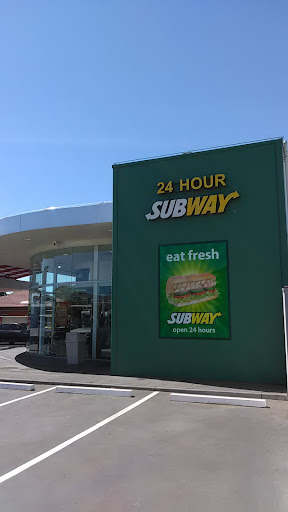 24 HOUR
SUBWAY
eat fresh
SUBWAY
open 24 hours